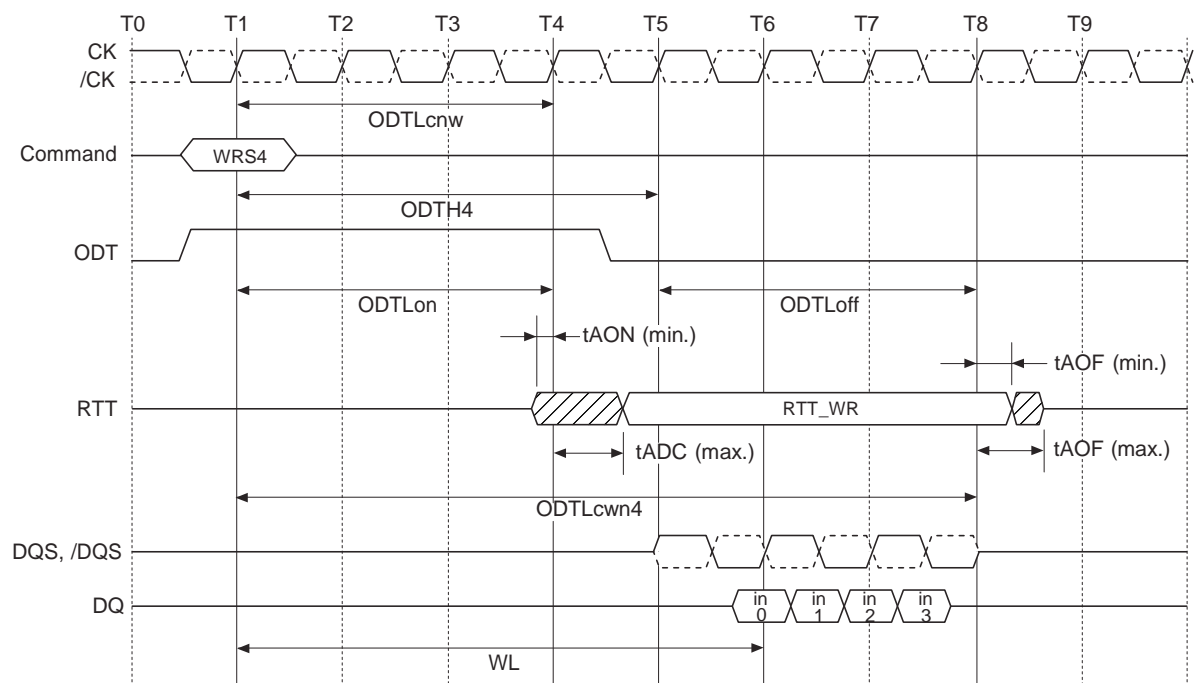 T0 T1 T2 T3 T4 T5 T6 T7 T8 T9
CK
/CK
ODTLcnw
Command WRS4
ODTH4
ODT
ODTLon ODTLoff
tAON (min.)
tAOF (min.)
RTT RTT_WR
tADC (max.) tAOF (max.)
ODTLcwn4
DQS, /DQS
DQ in 0 in 1 in 2 in 3
WL